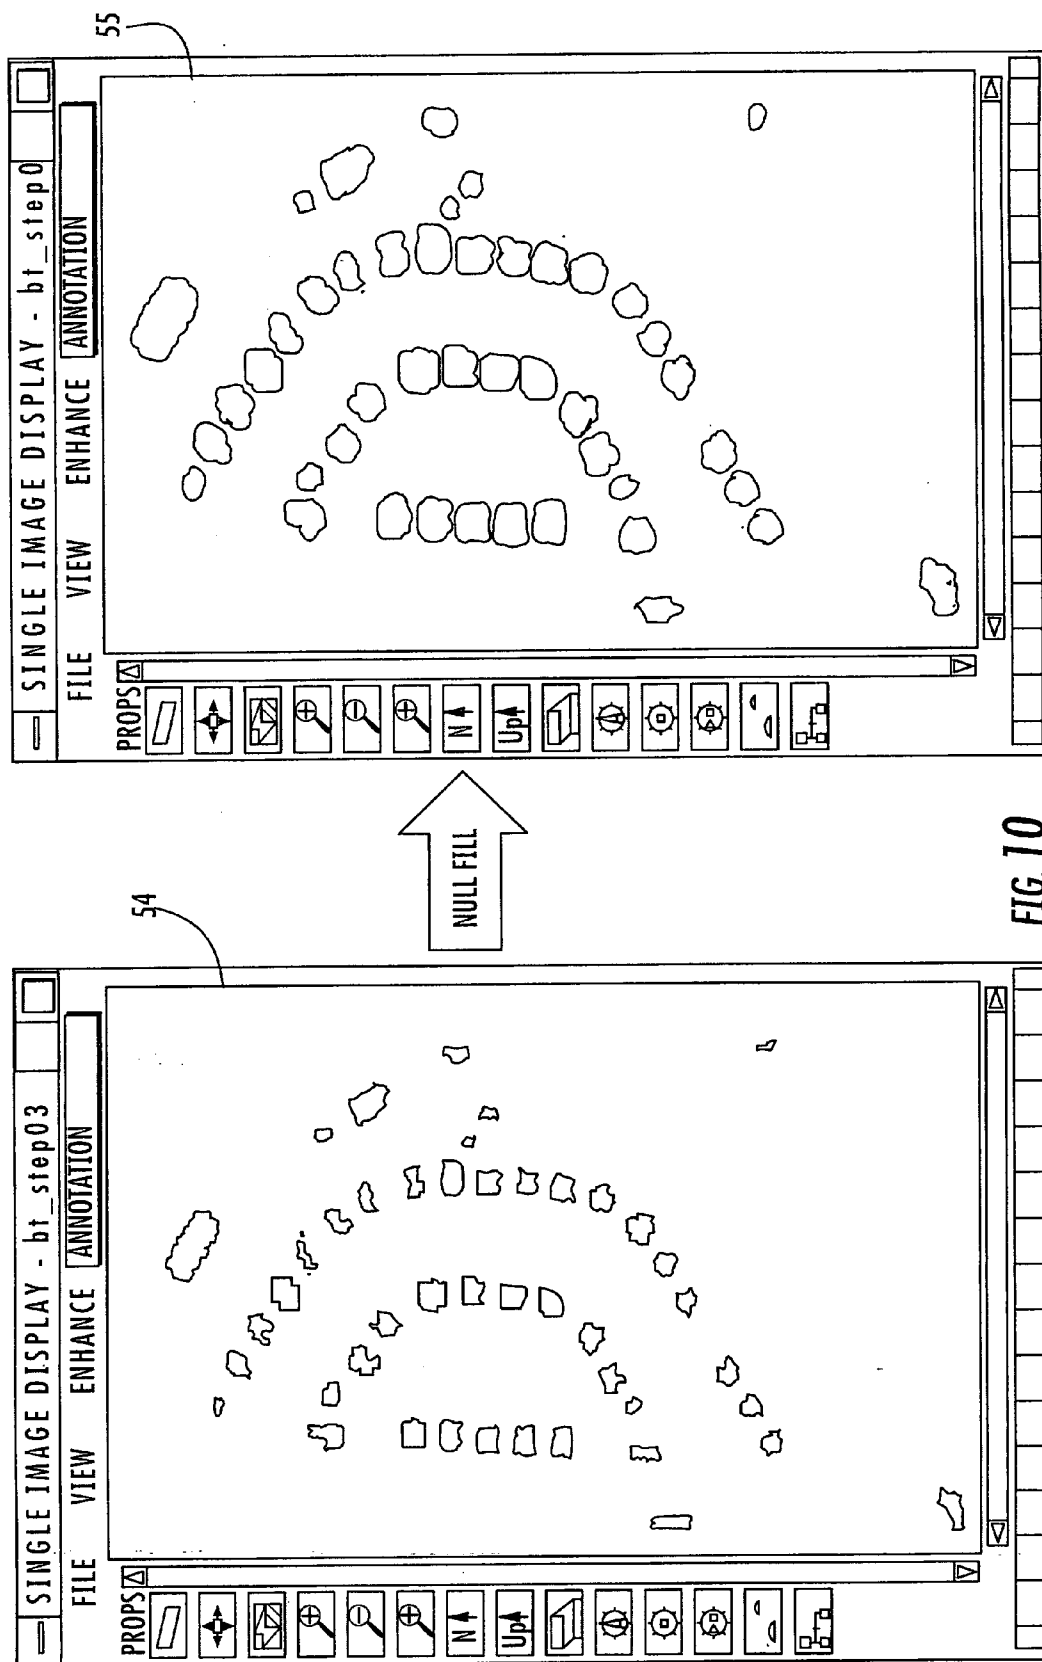 SINGLE IMAGE DISPLAY - bt_step03
FILE VIEW ENHANCE ANNOTATION
PROPS
N
Up
54
NULL FILL
SINGLE IMAGE DISPLAY - bt_step0
FILE VIEW ENHANCE ANNOTATION
PROPS
N
Up
55
FIG. 10